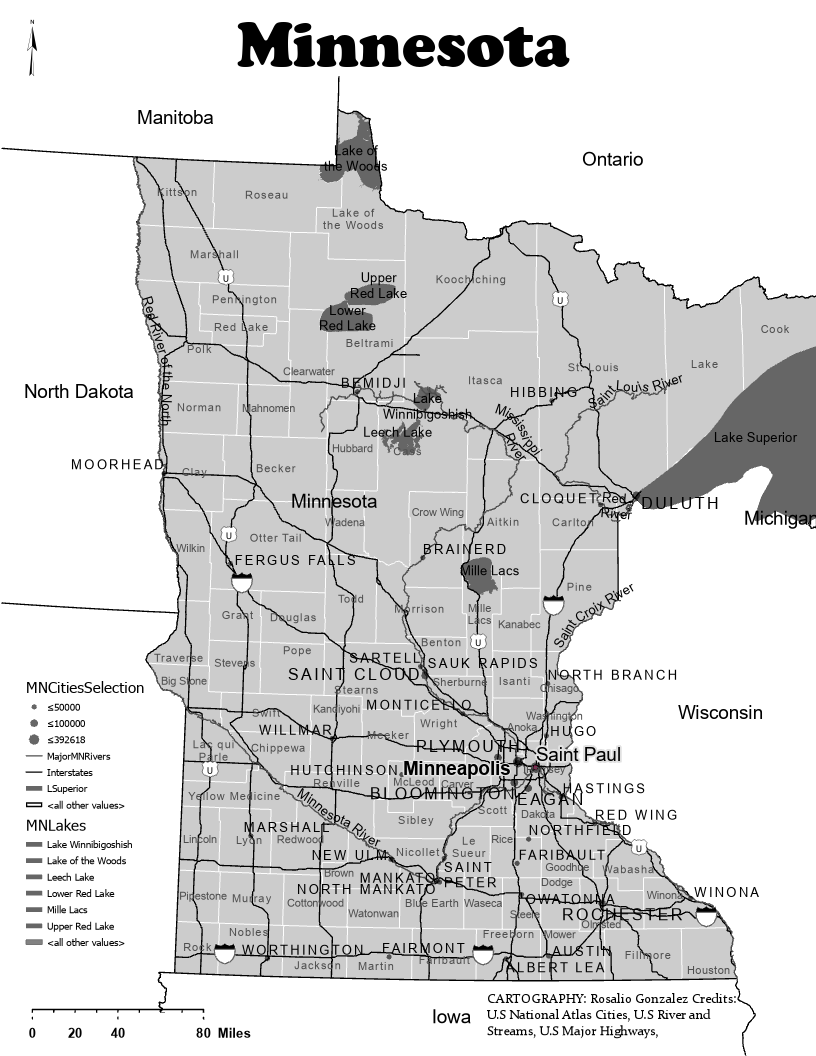 N
Minnesota
Manitoba
Ontario
Lake of
the Woods
Kittson
Roseau
Lake of
the Woods
Marshall
Koochiching
U
U
Upper
Red Lake
Pennington
Lower
Red Lake
Red Lake
Cook
Polk
Beltrami
Red River of the North
Clearwater
St. Louis
Lake
Itasca
BEMIDJI
HIBBING
Saint Louis River
North Dakota
Lake
Winnibigoshish
Norman
Mahnomen
Mississippi
River
Leech Lake
Cass
Lake Superior
Hubbard
MOORHEAD
Clay
Becker
Minnesota
CLOQUET
Red
River
DULUTH
Crow Wing
Aitkin
Carlton
Michigan
Wadena
U
Otter Tail
Wilkin
BRAINERD
FERGUS FALLS
Mille Lacs
Pine
Saint Croix River
Todd
Morrison
Mille
Lacs
Grant
Douglas
Kanabec
U
Benton
Pope
Traverse
Stevens
SARTELL
SAUK RAPIDS
SAINT CLOUD
NORTH BRANCH
Big Stone
Sherburne
Isanti
Chisago
Stearns
MNCitiesSelection
≤50000
≤100000
≤392618
MajorMNRivers
Interstates
LSuperior
<all other values>
MNLakes
Lake Winnibigoshish
Lake of the Woods
Leech Lake
Lower Red Lake
Mille Lacs
Upper Red Lake
<all other values>
Swift
Kandiyohi
MONTICELLO
Wright
Anoka
Washington
Wisconsin
WILLMAR
Meeker
HUGO
Lac qui
Parle
Chippewa
PLYMOUTH
Saint Paul
U
HUTCHINSON
Minneapolis
Ramsey
Renville
McLeod
Carver
HASTINGS
Yellow Medicine
BLOOMINGTON
EAGAN
Minnesota River
Scott
Dakota
RED WING
Sibley
MARSHALL
NORTHFIELD
Lincoln
Lyon
Redwood
Le
Sueur
Rice
U
NEW ULM
Nicollet
FARIBAULT
Goodhue
Wabasha
Brown
MANKATO
SAINT
PETER
Dodge
NORTH MANKATO
Pipestone
Murray
Cottonwood
Blue Earth
Waseca
OWATONNA
Winona
WINONA
Watonwan
Steele
ROCHESTER
Olmsted
Nobles
Freeborn
Mower
Rock
WORTHINGTON
FAIRMONT
AUSTIN
Fillmore
Jackson
Martin
Faribault
ALBERT LEA
Houston
Iowa
CARTOGRAPHY: Rosalio Gonzalez Credits:
U.S National Atlas Cities, U.S River and
Streams, U.S Major Highways,
0 20 40 80 Miles